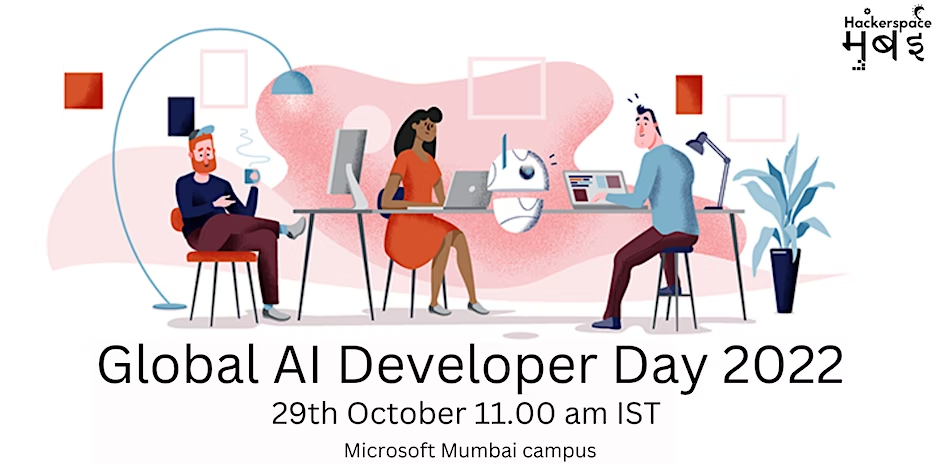 Hackerspace
मुंबई
Global AI Developer Day 2022
29th October 11.00 am IST
Microsoft Mumbai campus